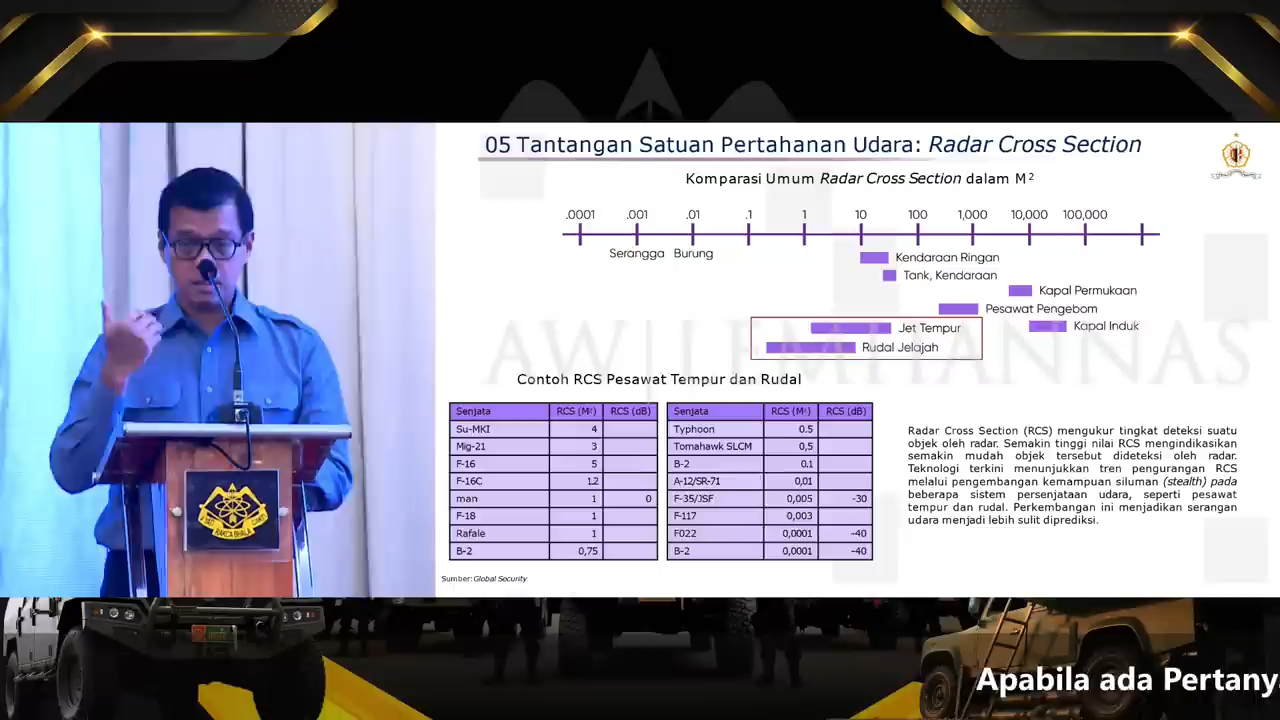 05 Tantangan Satuan Pertahanan Udara: Radar Cross Section
Komparasi Umum Radar Cross Section dalam M²
.0001 .001 .01 .1 1 10 100 1,000 10,000 100,000
Serangga Burung
Kendaraan Ringan
Tank, Kendaraan
Kapal Permukaan
Pesawat Pengebom
Kapal Induk
Jet Tempur
Rudal Jelajah
Contoh RCS Pesawat Tempur dan Rudal
Senjata RCS (M²) RCS (dB)
Su-MKI 4
Mig-21 3
F-16 5
F-16C 1.2
man 1 0
F-18 1
Rafale 1
B-2 0,75
Senjata RCS (M²) RCS (dB)
Typhoon 0.5
Tomahawk SLCM 0,5
B-2 0.1
A-12/SR-71 0,01
F-35/JSF 0,005 -30
F-117 0,003
F022 0,0001 -40
B-2 0,0001 -40
Radar Cross Section (RCS) mengukur tingkat deteksi suatu
objek oleh radar. Semakin tinggi nilai RCS mengindikasikan
semakin mudah objek tersebut dideteksi oleh radar.
Teknologi terkini menunjukkan tren pengurangan RCS
melalui pengembangan kemampuan siluman (stealth) pada
beberapa sistem persenjataan udara, seperti pesawat
tempur dan rudal. Perkembangan ini menjadikan serangan
udara menjadi lebih sulit diprediksi.
Sumber: Global Security
Apabila ada Pertany